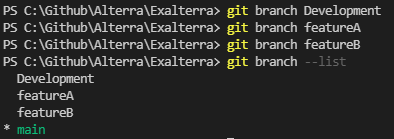 PS C:\Github\Alterra\Exalterra> git branch Development
PS C:\Github\Alterra\Exalterra> git branch featureA
PS C:\Github\Alterra\Exalterra> git branch featureB
PS C:\Github\Alterra\Exalterra> git branch --list
  Development
  featureA
  featureB
* main